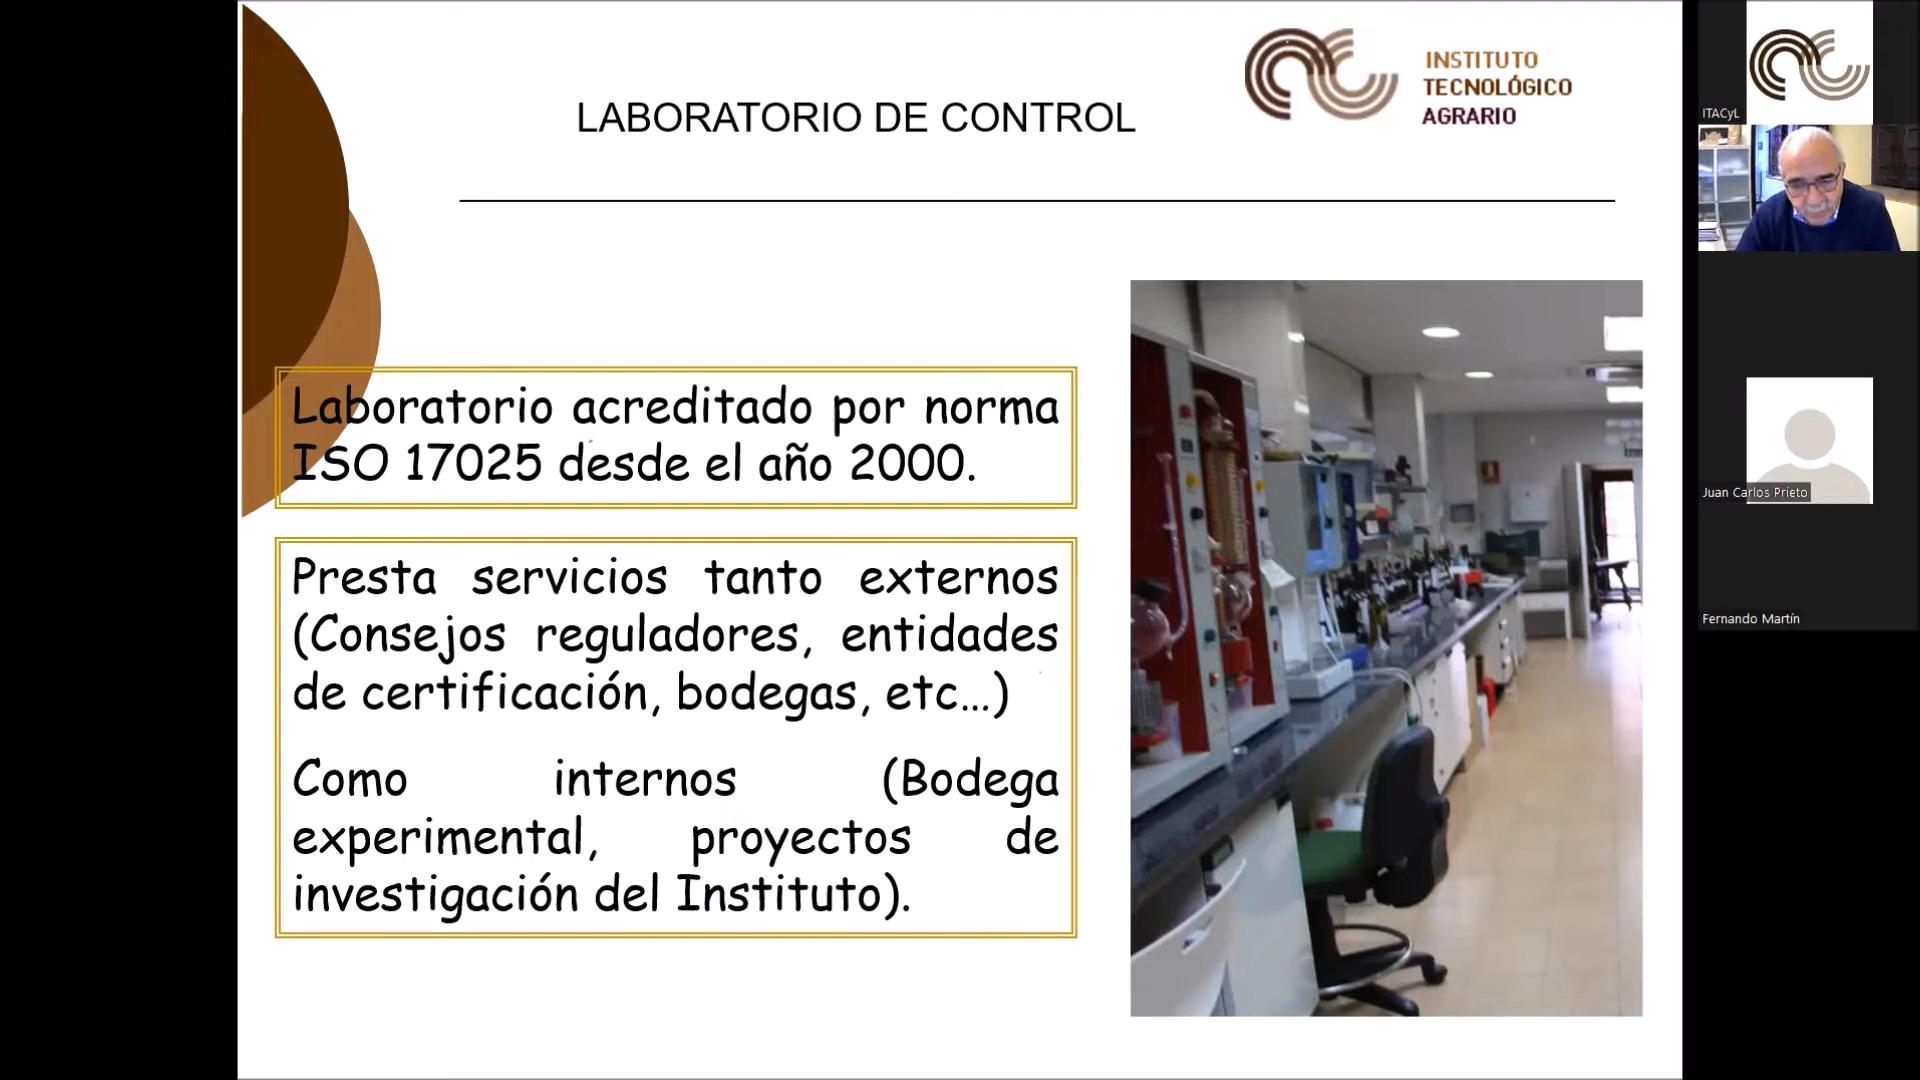 LABORATORIO DE CONTROL
INSTITUTO
TECNOLÓGICO
AGRARIO
Laboratorio acreditado por norma
ISO 17025 desde el año 2000.
Presta servicios tanto externos
(Consejos reguladores, entidades
de certificación, bodegas, etc…)
Como internos (Bodega
experimental, proyectos de
investigación del Instituto).
ITACyL
Juan Carlos Prieto
Fernando Martín